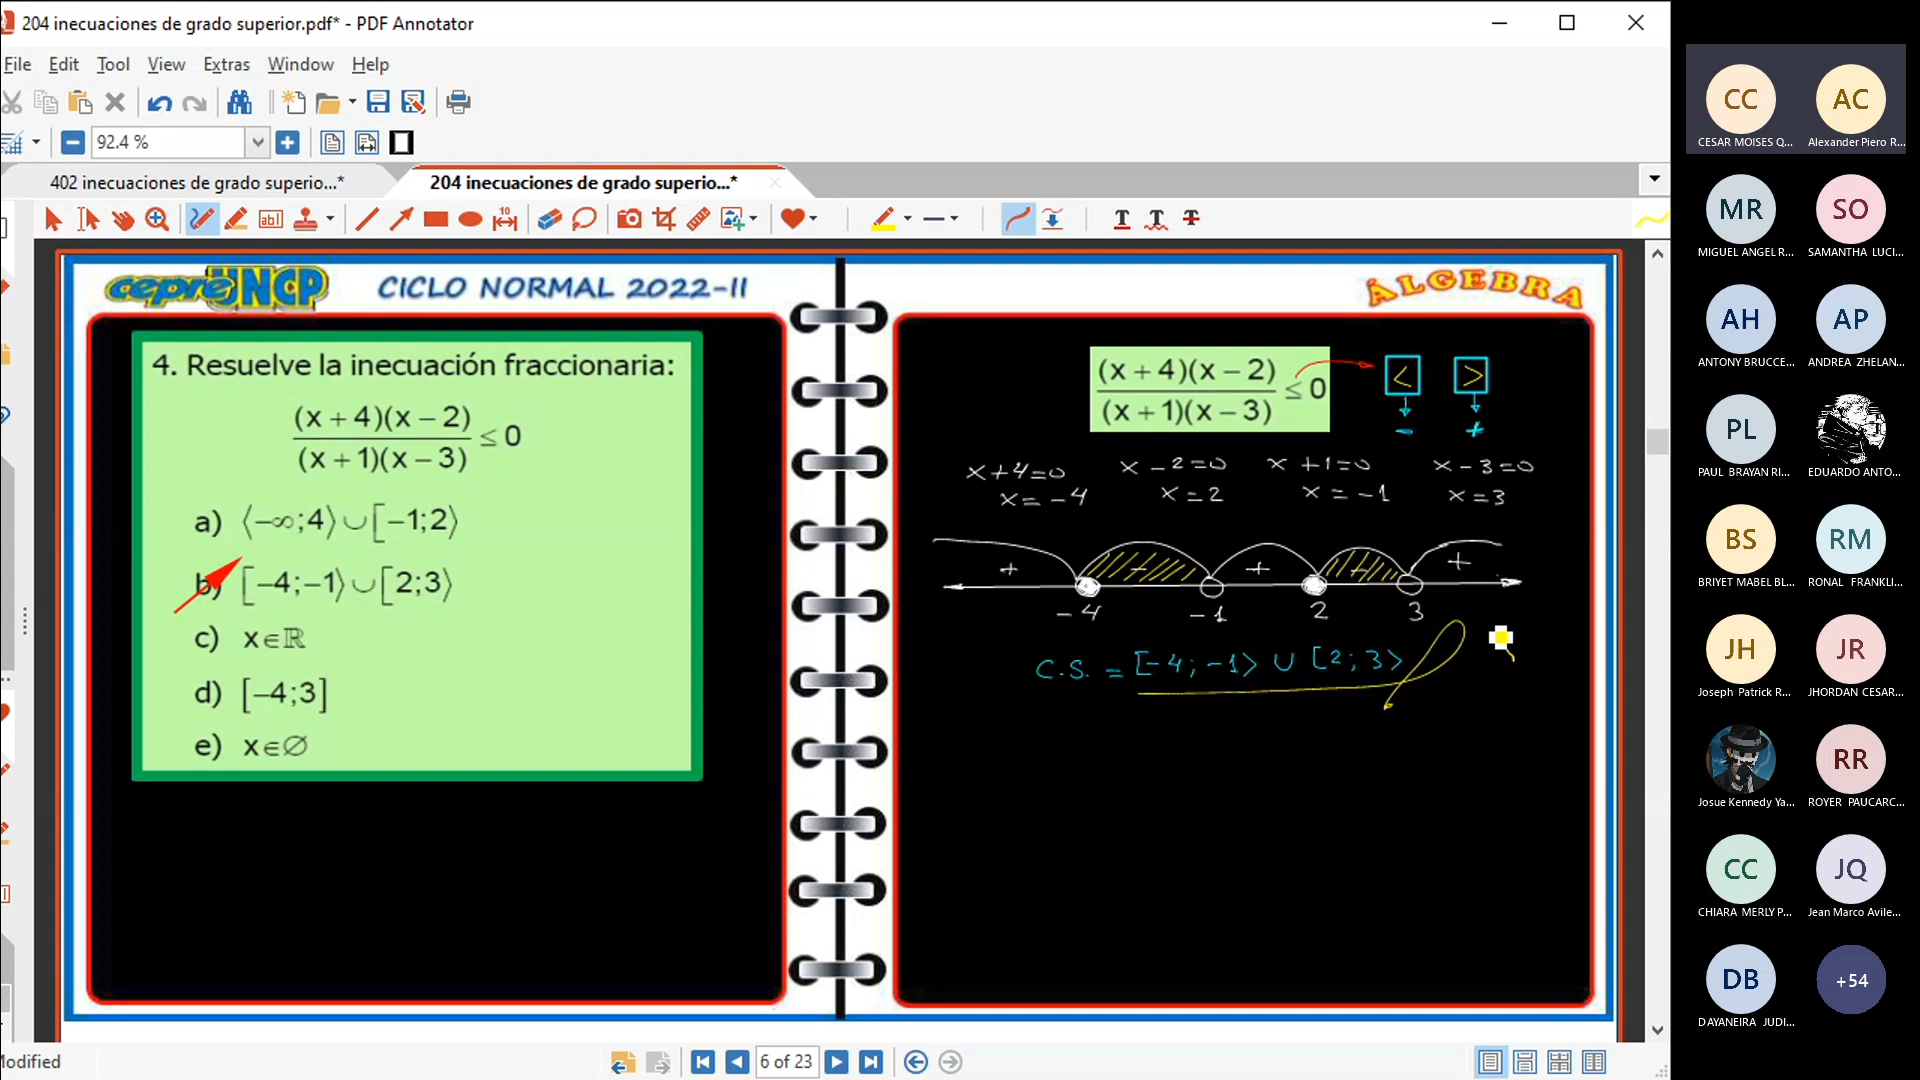 204 inecuaciones de grado superior.pdf* - PDF Annotator
File Edit Tool View Extras Window Help
92.4 %
402 inecuaciones de grado superio...*
204 inecuaciones de grado superio...*
cepre UNCP
CICLO NORMAL 2022-II
ÁLGEBRA
4. Resuelve la inecuación fraccionaria:
(x + 4)(x − 2)
(x + 1)(x − 3) ≤ 0
a) ⟨−∞;4⟩∪[−1;2⟩
b) [−4;−1⟩∪[2;3⟩
c) x∈ℝ
d) [−4;3]
e) x∈∅
(x + 4)(x − 2)
(x + 1)(x − 3) ≤ 0
< >
− +
x+4=0 x−2=0 x+1=0 x−3=0
x=−4 x=2 x=−1 x=3
+ − + − +
−4 −1 2 3
C.S. = [−4;−1> ∪ [2;3>
Modified
6 of 23
CC AC
CESAR MOISES Q... Alexander Piero R...
MR SO
MIGUEL ANGEL R... SAMANTHA LUCI...
AH AP
ANTONY BRUCCE... ANDREA ZHELAN...
PL
PAUL BRAYAN RI... EDUARDO ANTO...
BS RM
BRIYET MABEL BL... RONAL FRANKLI...
JH JR
Joseph Patrick R... JHORDAN CESAR...
RR
Josue Kennedy Ya... ROYER PAUCARC...
CC JQ
CHIARA MERLY P... Jean Marco Avile...
DB +54
DAYANEIRA JUDI...